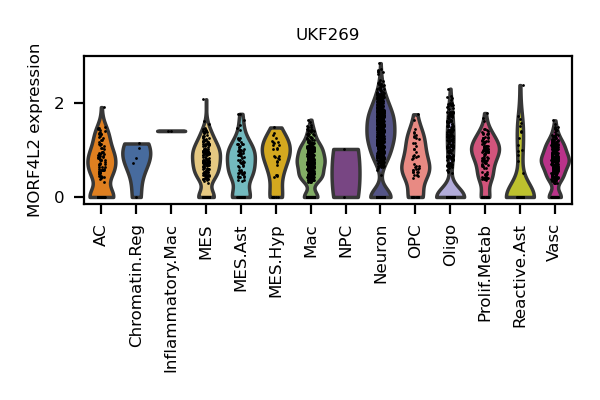 UKF269
MORF4L2 expression
2
0
AC
Chromatin.Reg
Inflammatory.Mac
MES
MES.Ast
MES.Hyp
Mac
NPC
Neuron
OPC
Oligo
Prolif.Metab
Reactive.Ast
Vasc